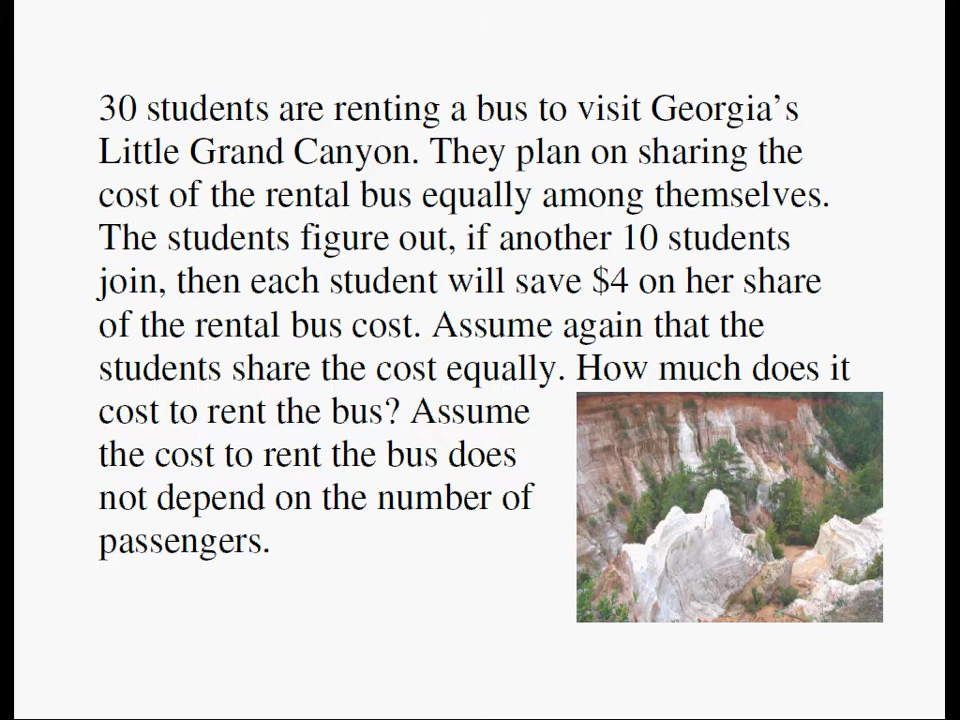 30 students are renting a bus to visit Georgia’s
Little Grand Canyon. They plan on sharing the
cost of the rental bus equally among themselves.
The students figure out, if another 10 students
join, then each student will save $4 on her share
of the rental bus cost. Assume again that the
students share the cost equally. How much does it
cost to rent the bus? Assume
the cost to rent the bus does
not depend on the number of
passengers.